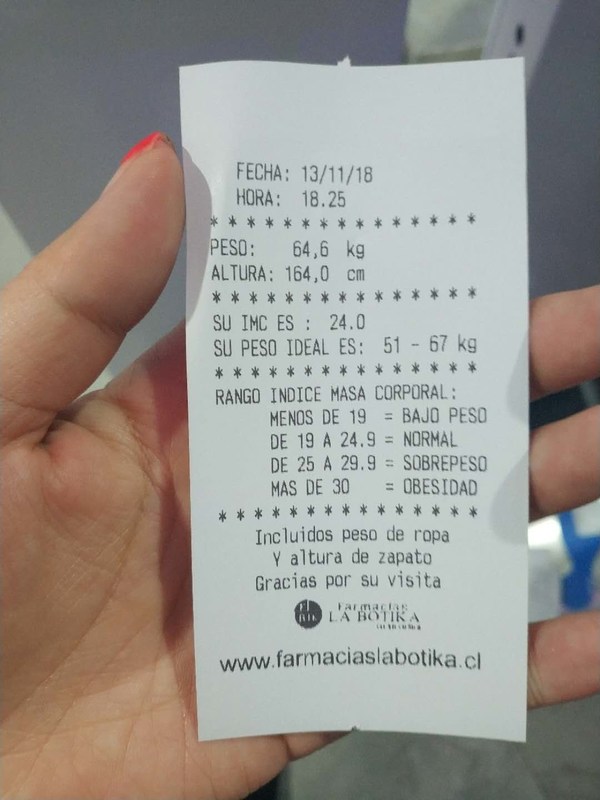 FECHA: 13/11/18
HORA: 18.25
* * * * * * * * * * * * * * *
PESO: 64,6 kg
ALTURA: 164,0 cm
* * * * * * * * * * * * * * *
SU IMC ES : 24.0
SU PESO IDEAL ES: 51 - 67 kg
* * * * * * * * * * * * * * *
RANGO INDICE MASA CORPORAL:
MENOS DE 19 = BAJO PESO
DE 19 A 24.9 = NORMAL
DE 25 A 29.9 = SOBREPESO
MAS DE 30 = OBESIDAD
* * * * * * * * * * * * * * *
Incluidos peso de ropa
Y altura de zapato
Gracias por su visita
Farmacias
LA BOTIKA
www.farmaciaslabotika.cl